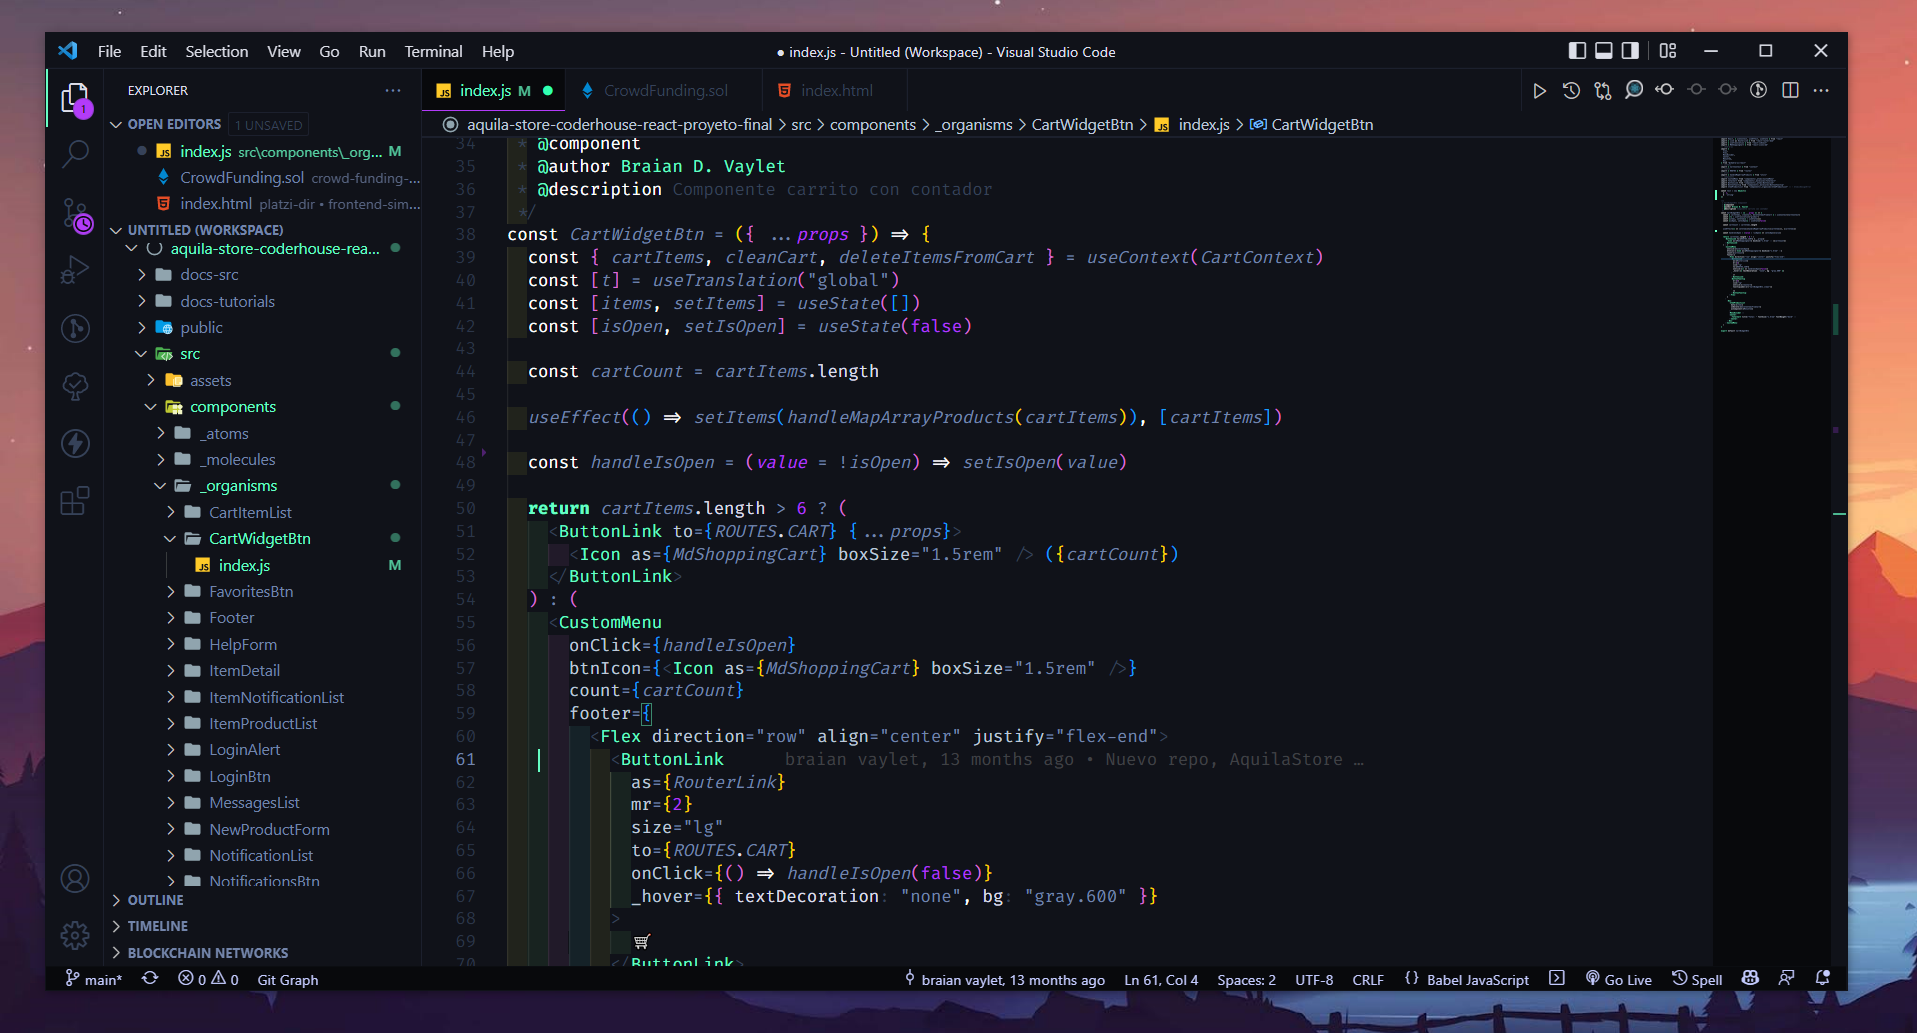 File Edit Selection View Go Run Terminal Help
● index.js - Untitled (Workspace) - Visual Studio Code
EXPLORER
OPEN EDITORS 1 UNSAVED
index.js src\components\_org... M
CrowdFunding.sol crowd-funding-...
index.html platzi-dir • frontend-sim...
UNTITLED (WORKSPACE)
aquila-store-coderhouse-rea...
docs-src
docs-tutorials
public
src
assets
components
_atoms
_molecules
_organisms
CartItemList
CartWidgetBtn
index.js M
FavoritesBtn
Footer
HelpForm
ItemDetail
ItemNotificationList
ItemProductList
LoginAlert
LoginBtn
MessagesList
NewProductForm
NotificationList
NotificationsBtn
OUTLINE
TIMELINE
BLOCKCHAIN NETWORKS
index.js M ●
CrowdFunding.sol
index.html
aquila-store-coderhouse-react-proyeto-final > src > components > _organisms > CartWidgetBtn > index.js > CartWidgetBtn
34 * @component
35 * @author Braian D. Vaylet
36 * @description Componente carrito con contador
37 */
38 const CartWidgetBtn = ({ ...props }) => {
39 const { cartItems, cleanCart, deleteItemsFromCart } = useContext(CartContext)
40 const [t] = useTranslation("global")
41 const [items, setItems] = useState([])
42 const [isOpen, setIsOpen] = useState(false)
43
44 const cartCount = cartItems.length
45
46 useEffect(() => setItems(handleMapArrayProducts(cartItems)), [cartItems])
47
48 const handleIsOpen = (value = !isOpen) => setIsOpen(value)
49
50 return cartItems.length > 6 ? (
51 <ButtonLink to={ROUTES.CART} {...props}>
52 <Icon as={MdShoppingCart} boxSize="1.5rem" /> ({cartCount})
53 </ButtonLink>
54 ) : (
55 <CustomMenu
56 onClick={handleIsOpen}
57 btnIcon={<Icon as={MdShoppingCart} boxSize="1.5rem" />}
58 count={cartCount}
59 footer={
60 <Flex direction="row" align="center" justify="flex-end">
61 <ButtonLink braian vaylet, 13 months ago • Nuevo repo, AquilaStore …
62 as={RouterLink}
63 mr={2}
64 size="lg"
65 to={ROUTES.CART}
66 onClick={() => handleIsOpen(false)}
67 _hover={{ textDecoration: "none", bg: "gray.600" }}
68 >
69 🛒
70 </ButtonLink>
main* 0 0 Git Graph
braian vaylet, 13 months ago Ln 61, Col 4 Spaces: 2 UTF-8 CRLF {} Babel JavaScript Go Live Spell